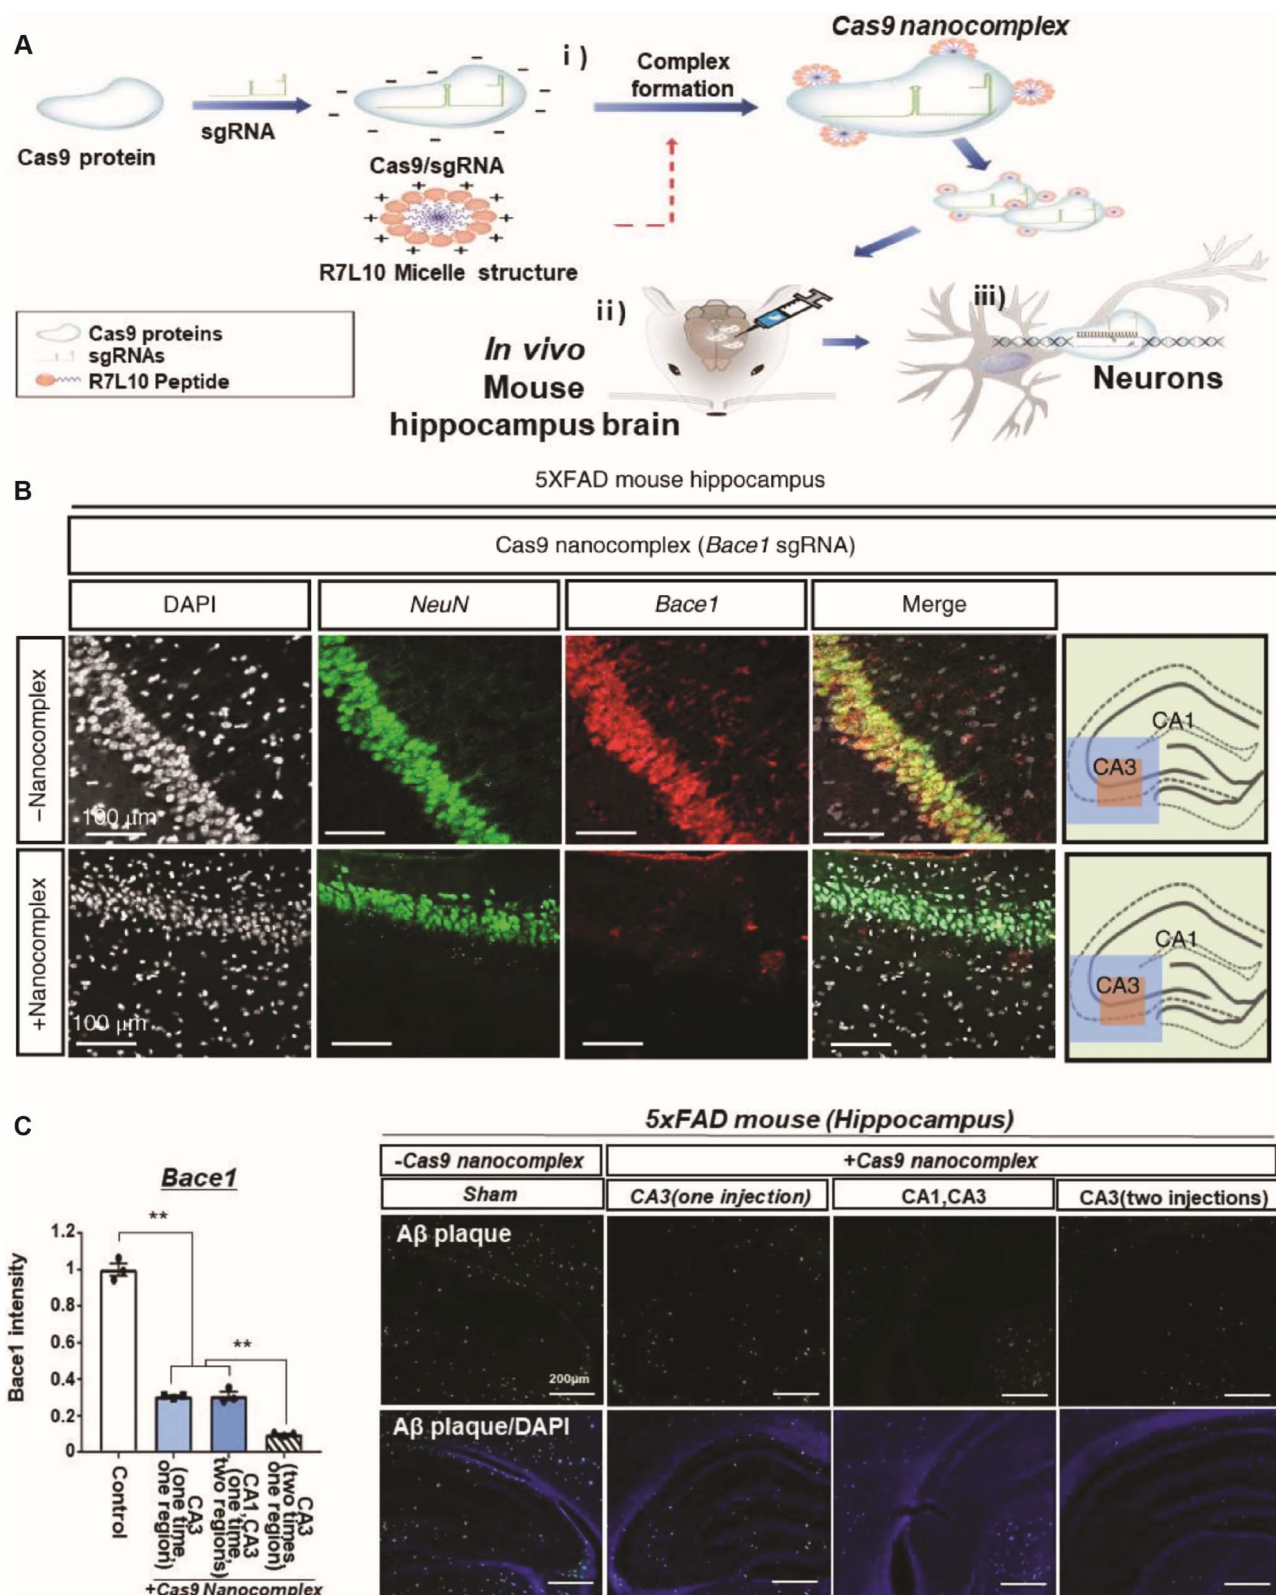 A
Cas9 protein
sgRNA
Cas9/sgRNA
R7L10 Micelle structure
i )
Complex
formation
Cas9 nanocomplex
Cas9 proteins
sgRNAs
R7L10 Peptide
ii)
In vivo
Mouse
hippocampus brain
iii)
Neurons
B
5XFAD mouse hippocampus
Cas9 nanocomplex (Bace1 sgRNA)
DAPI
NeuN
Bace1
Merge
–Nanocomplex
100 μm
CA1
CA3
+Nanocomplex
100 μm
CA1
CA3
C
Bace1
Bace1 intensity
1.2
1
0.8
0.6
0.4
0.2
0
**
**
Control
CA3
(one time,
one region)
CA1,CA3
(one time,
two regions)
CA3
(two times,
one region)
+Cas9 Nanocomplex
5xFAD mouse (Hippocampus)
-Cas9 nanocomplex
+Cas9 nanocomplex
Sham
CA3(one injection)
CA1,CA3
CA3(two injections)
Aβ plaque
200μm
Aβ plaque/DAPI